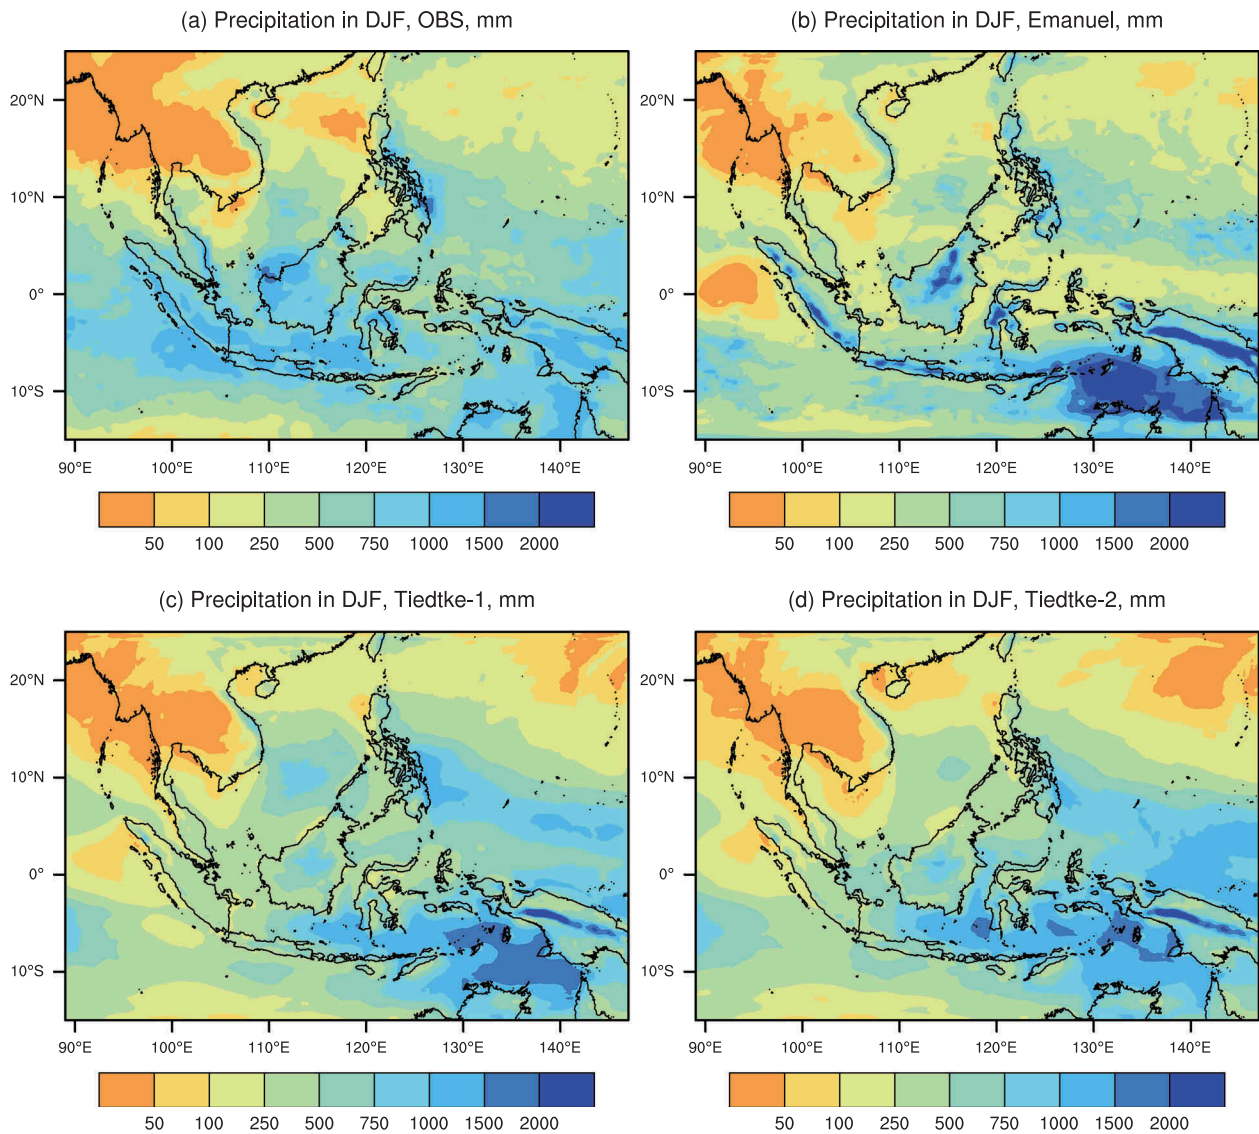 (a) Precipitation in DJF, OBS, mm
20°N
10°N
0°
10°S
90°E 100°E 110°E 120°E 130°E 140°E
50 100 250 500 750 1000 1500 2000
(b) Precipitation in DJF, Emanuel, mm
20°N
10°N
0°
10°S
90°E 100°E 110°E 120°E 130°E 140°E
50 100 250 500 750 1000 1500 2000
(c) Precipitation in DJF, Tiedtke-1, mm
20°N
10°N
0°
10°S
90°E 100°E 110°E 120°E 130°E 140°E
50 100 250 500 750 1000 1500 2000
(d) Precipitation in DJF, Tiedtke-2, mm
20°N
10°N
0°
10°S
90°E 100°E 110°E 120°E 130°E 140°E
50 100 250 500 750 1000 1500 2000